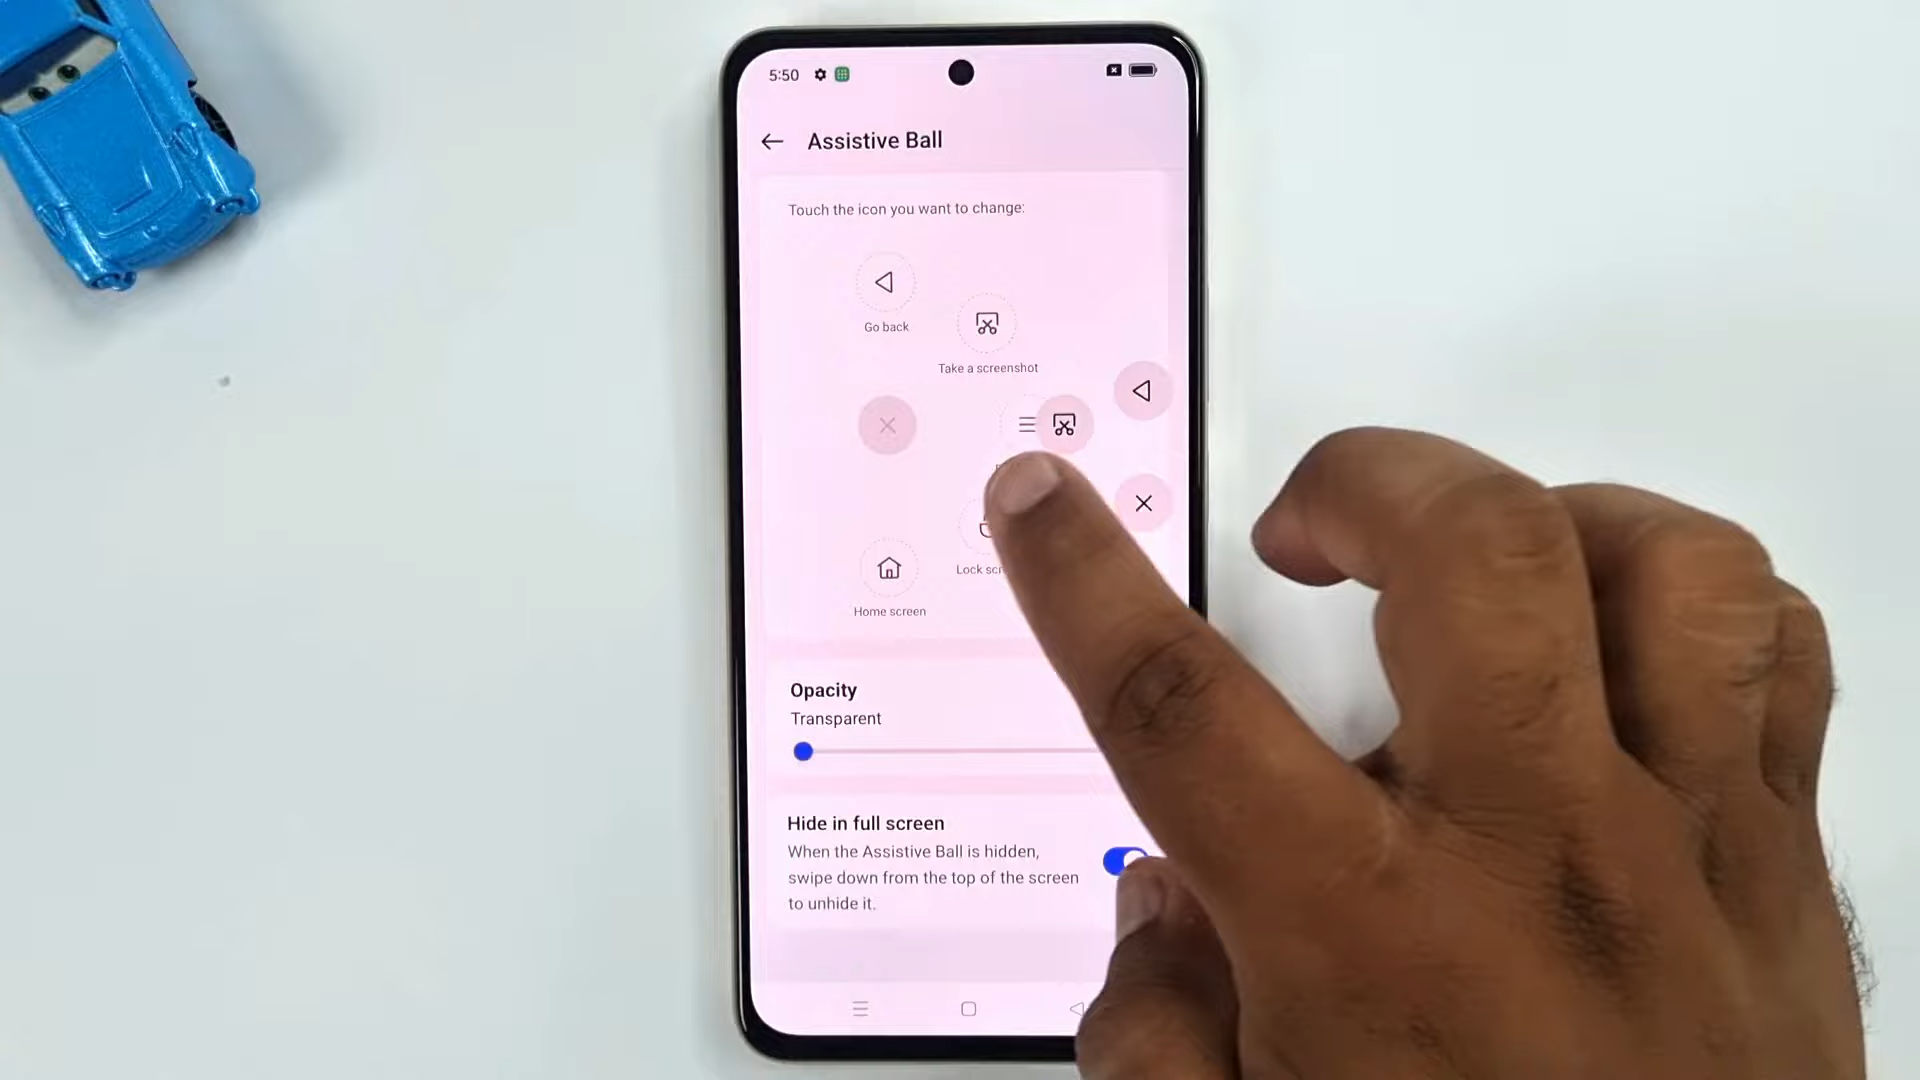 5:50
Assistive Ball
Touch the icon you want to change:
Go back
Take a screenshot
Lock
Home screen
Opacity
Transparent
Hide in full screen
When the Assistive Ball is hidden,
swipe down from the top of the screen
to unhide it.